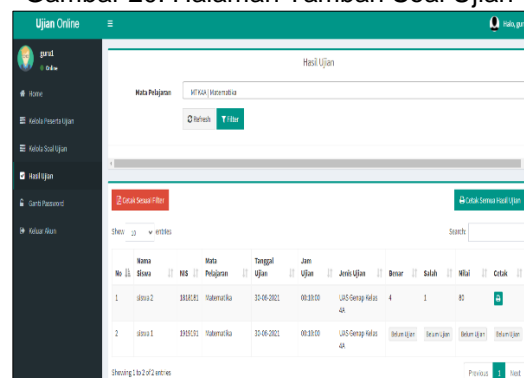 Gambar 20. Halaman Tambah Soal Ujian
Ujian Online
Halo, guru
guru1
Online
Home
Kelola Peserta Ujian
Kelola Soal Ujian
Hasil Ujian
Ganti Password
Keluar Akun
Hasil Ujian
Mata Pelajaran
MTK4A | Matematika
Refresh Filter
Cetak Sesuai Filter
Cetak Semua Hasil Ujian
Show 10 entries
Search:
No Nama Siswa NIS Mata Pelajaran Tanggal Ujian Jam Ujian Jenis Ujian Benar Salah Nilai Cetak
1 siswa 2 Matematika 30-08-2021 00:10:00 UAS Genap Kelas 4A 4 1 80
2 siswa 1 Matematika 30-08-2021 00:10:00 UAS Genap Kelas 4A Belum Ujian Belum Ujian Belum Ujian Belum Ujian
Showing 1 to 2 of 2 entries
Previous 1 Next